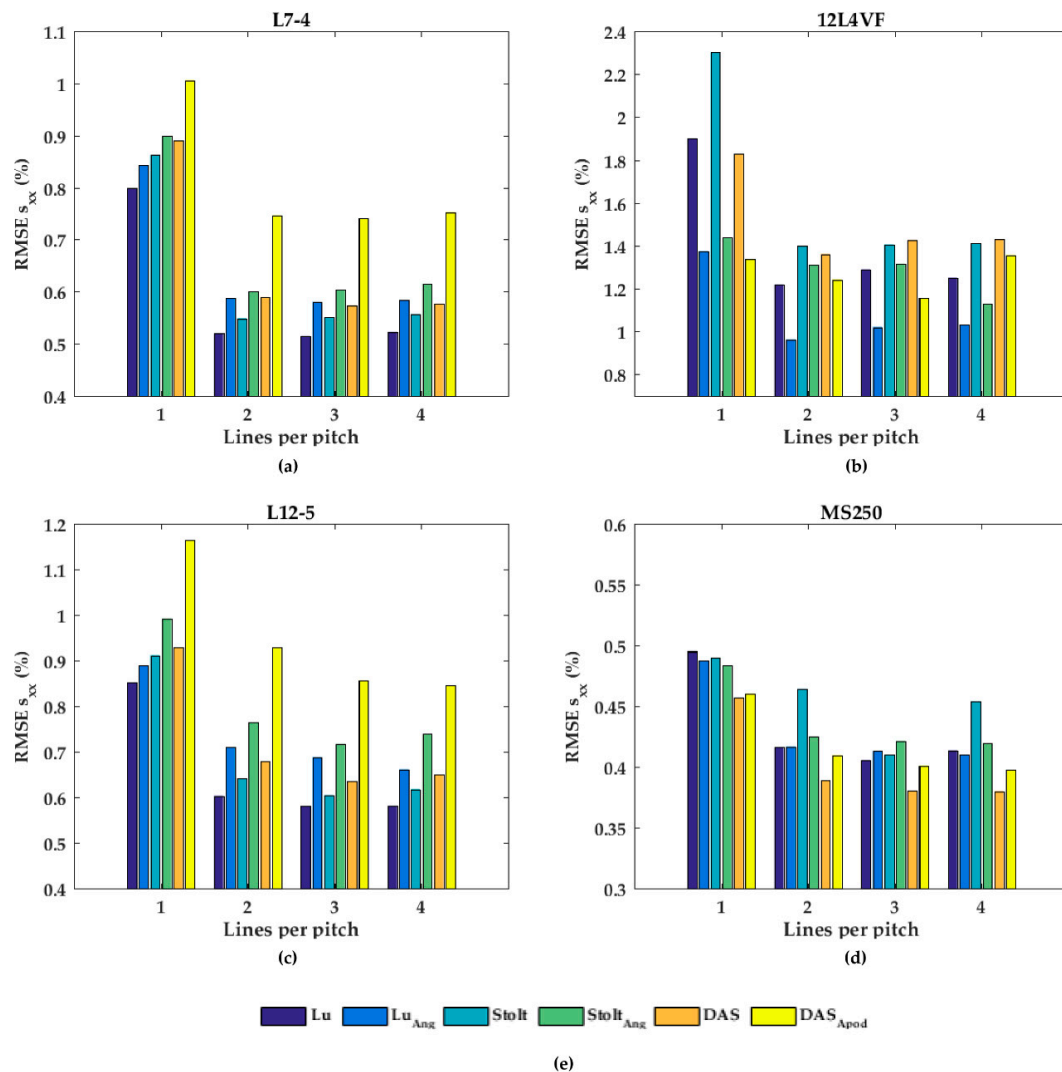 L7-4
1.1
1
0.9
0.8
0.7
0.6
0.5
0.4
RMSE s_xx (%)
1 2 3 4
Lines per pitch
(a)
12L4VF
2.4
2.2
2
1.8
1.6
1.4
1.2
1
0.8
RMSE s_xx (%)
1 2 3 4
Lines per pitch
(b)
L12-5
1.2
1.1
1
0.9
0.8
0.7
0.6
0.5
0.4
RMSE s_xx (%)
1 2 3 4
Lines per pitch
(c)
MS250
0.6
0.55
0.5
0.45
0.4
0.35
0.3
RMSE s_xx (%)
1 2 3 4
Lines per pitch
(d)
Lu Lu_Ang Stolt Stolt_Ang DAS DAS_Apod
(e)